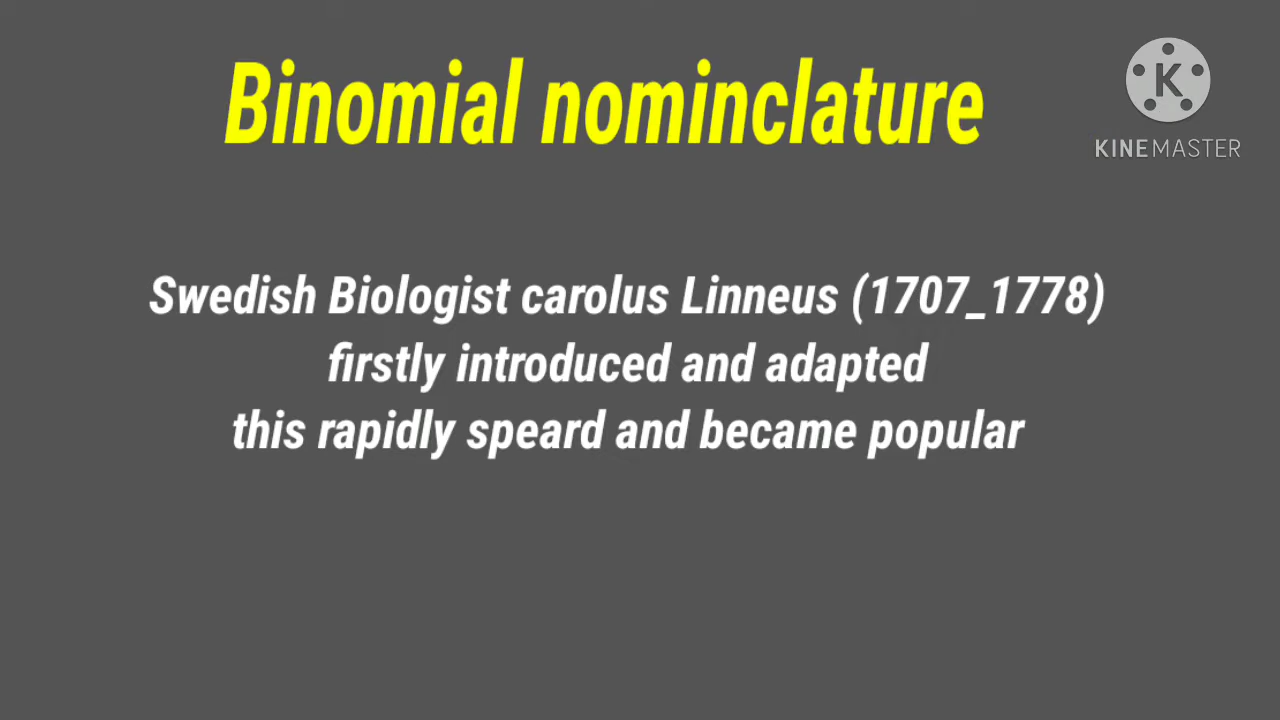 Binomial nominclature
K
KINEMASTER
Swedish Biologist carolus Linneus (1707_1778)
firstly introduced and adapted
this rapidly speard and became popular